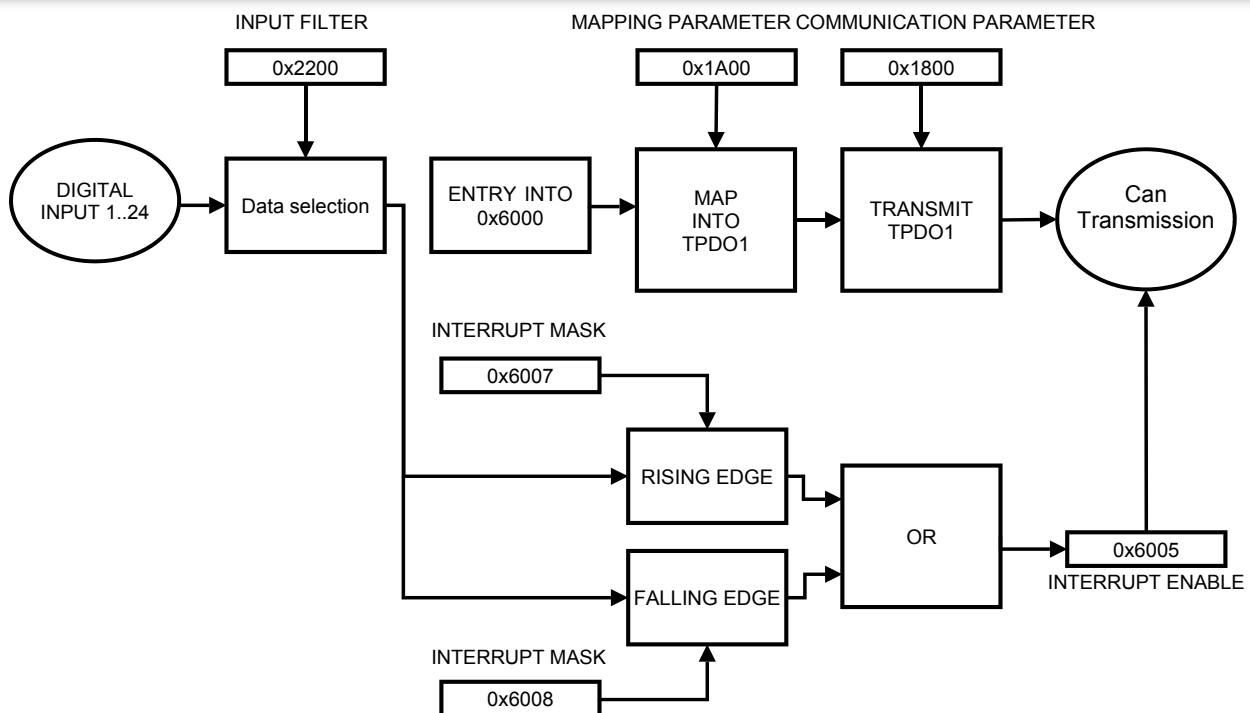 INPUT FILTER
MAPPING PARAMETER COMMUNICATION PARAMETER
0x2200
0x1A00
0x1800
DIGITAL
INPUT 1..24
Data selection
ENTRY INTO
0x6000
MAP
INTO
TPDO1
TRANSMIT
TPDO1
Can
Transmission
INTERRUPT MASK
0x6007
RISING EDGE
OR
0x6005
INTERRUPT ENABLE
FALLING EDGE
INTERRUPT MASK
0x6008